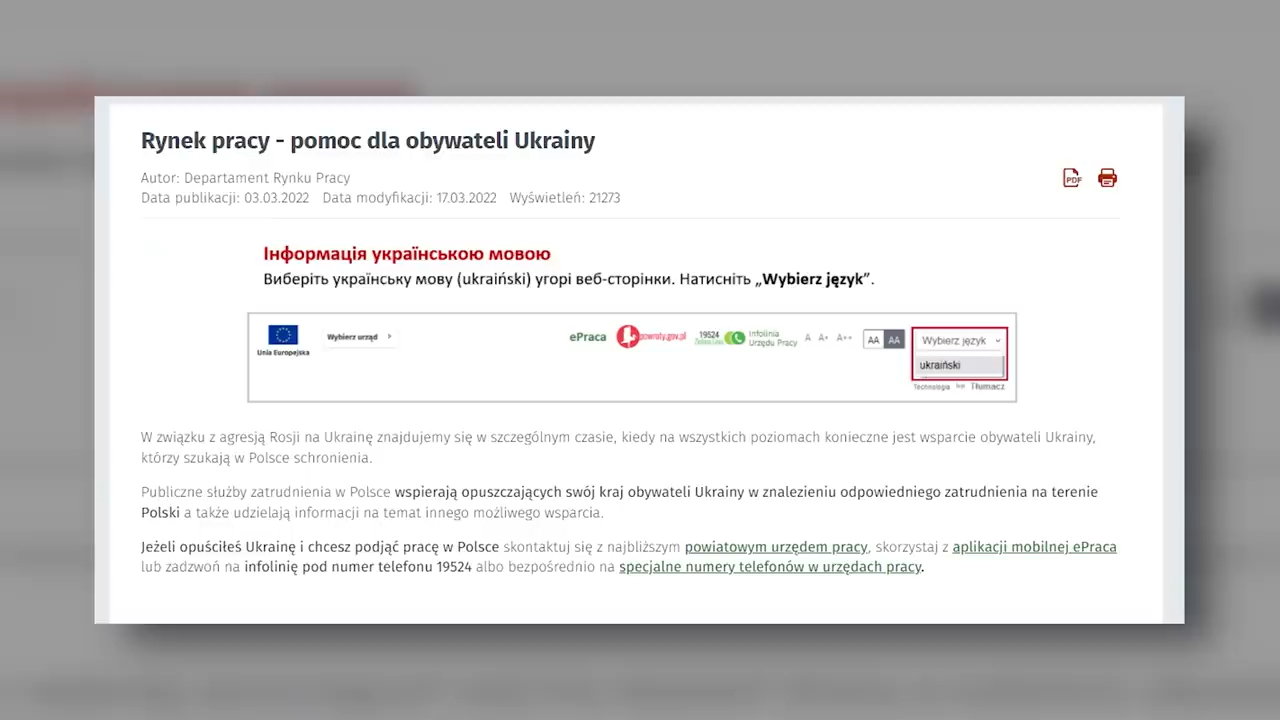 Rynek pracy - pomoc dla obywateli Ukrainy
Autor: Departament Rynku Pracy
Data publikacji: 03.03.2022 Data modyfikacji: 17.03.2022 Wyświetleń: 21273
PDF
Інформація українською мовою
Виберіть українську мову (ukraiński) угорі веб-сторінки. Натисніть „Wybierz język”.
Unia Europejska
Wybierz urząd
ePraca
powroty.gov.pl
19524
Infolinia
Urzędu Pracy
A A+ A++
AA AA
Wybierz język
ukraiński
Technologia Tłumacz
W związku z agresją Rosji na Ukrainę znajdujemy się w szczególnym czasie, kiedy na wszystkich poziomach konieczne jest wsparcie obywateli Ukrainy,
którzy szukają w Polsce schronienia.
Publiczne służby zatrudnienia w Polsce wspierają opuszczających swój kraj obywateli Ukrainy w znalezieniu odpowiedniego zatrudnienia na terenie
Polski a także udzielają informacji na temat innego możliwego wsparcia.
Jeżeli opuściłeś Ukrainę i chcesz podjąć pracę w Polsce skontaktuj się z najbliższym powiatowym urzędem pracy, skorzystaj z aplikacji mobilnej ePraca
lub zadzwoń na infolinię pod numer telefonu 19524 albo bezpośrednio na specjalne numery telefonów w urzędach pracy.